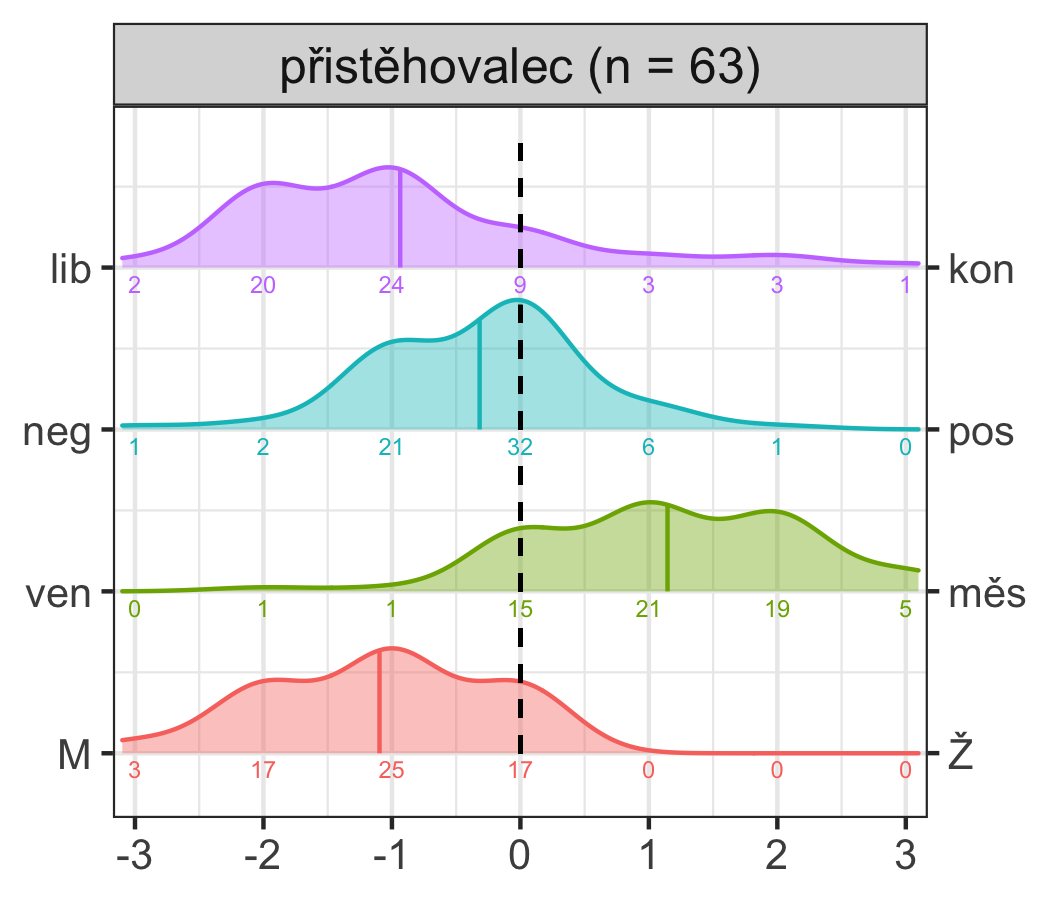 přistěhovalec (n = 63)
lib kon
2 20 24 9 3 3 1
neg pos
1 2 21 32 6 1 0
ven měs
0 1 1 15 21 19 5
M Ž
3 17 25 17 0 0 0
-3 -2 -1 0 1 2 3